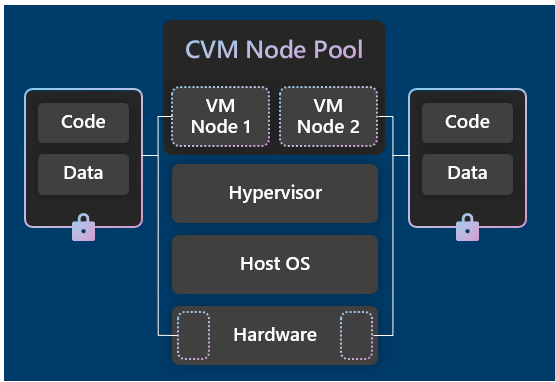 CVM Node Pool
Code
Data
VM
Node 1
VM
Node 2
Hypervisor
Host OS
Hardware
Code
Data